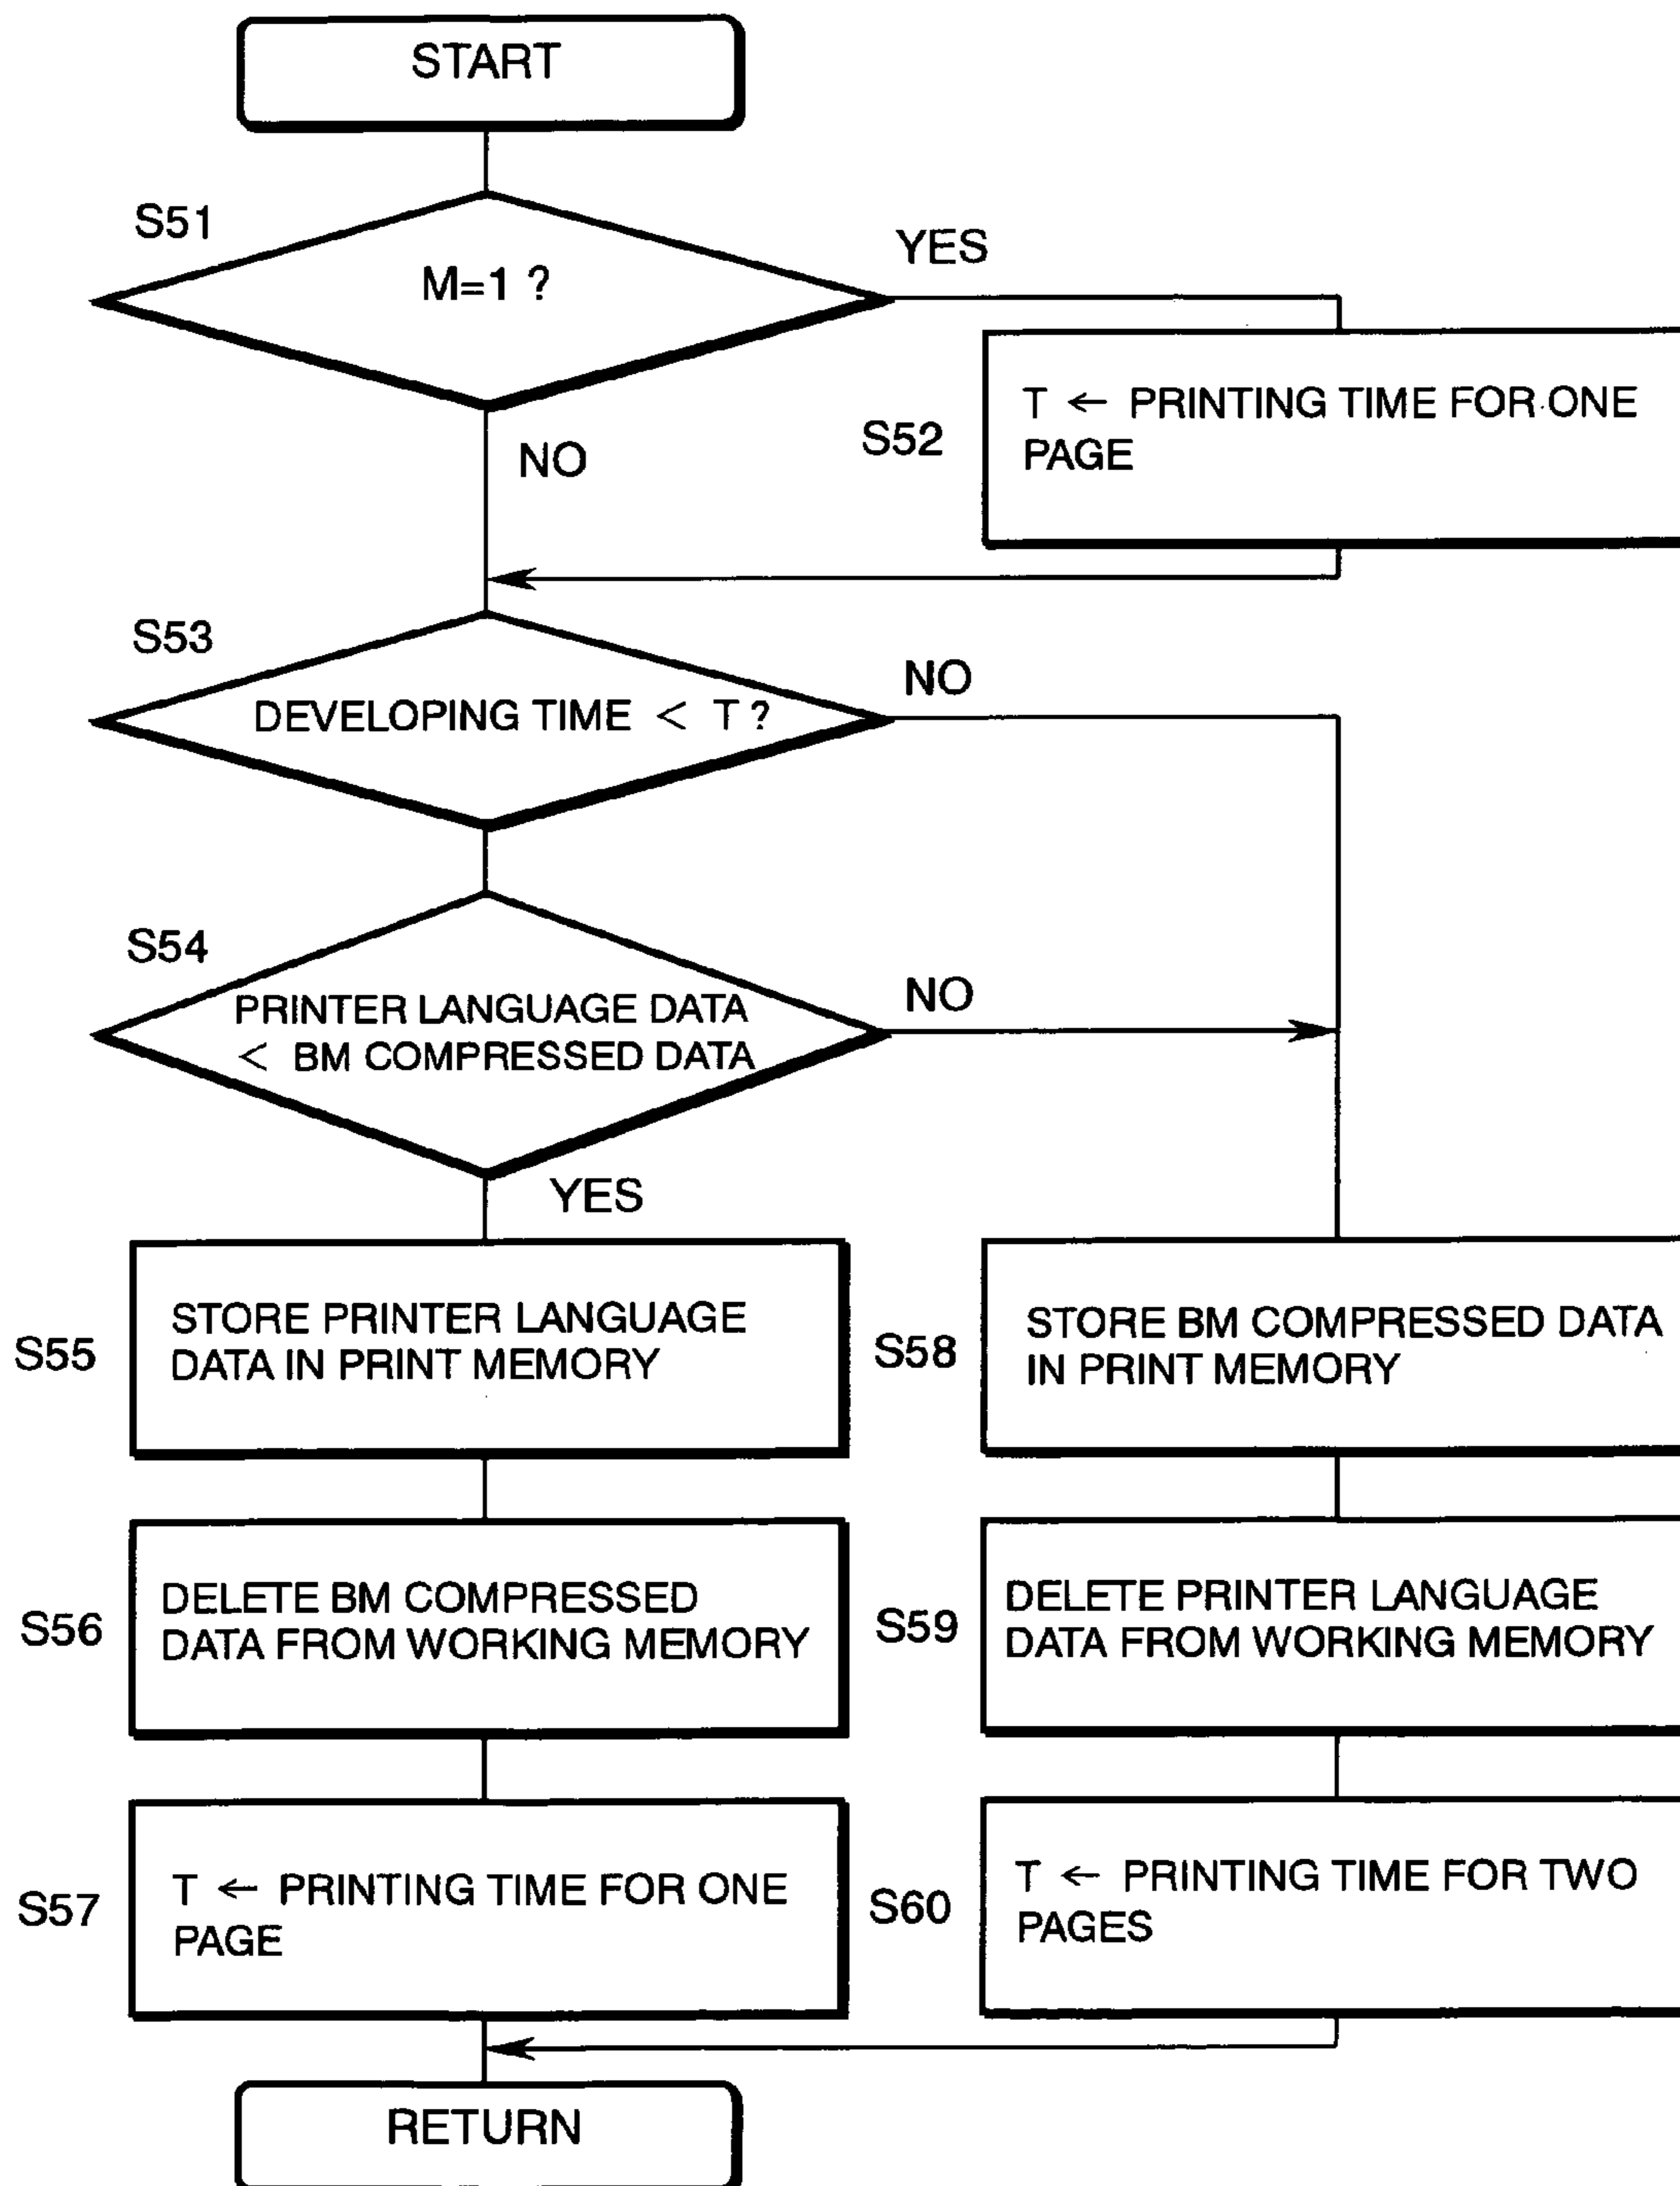 START
S51
M=1 ?
YES
NO
S52
T ← PRINTING TIME FOR ONE
PAGE
S53
DEVELOPING TIME < T ?
NO
S54
PRINTER LANGUAGE DATA
< BM COMPRESSED DATA
NO
YES
S55
STORE PRINTER LANGUAGE
DATA IN PRINT MEMORY
S58
STORE BM COMPRESSED DATA
IN PRINT MEMORY
S56
DELETE BM COMPRESSED
DATA FROM WORKING MEMORY
S59
DELETE PRINTER LANGUAGE
DATA FROM WORKING MEMORY
S57
T ← PRINTING TIME FOR ONE
PAGE
S60
T ← PRINTING TIME FOR TWO
PAGES
RETURN